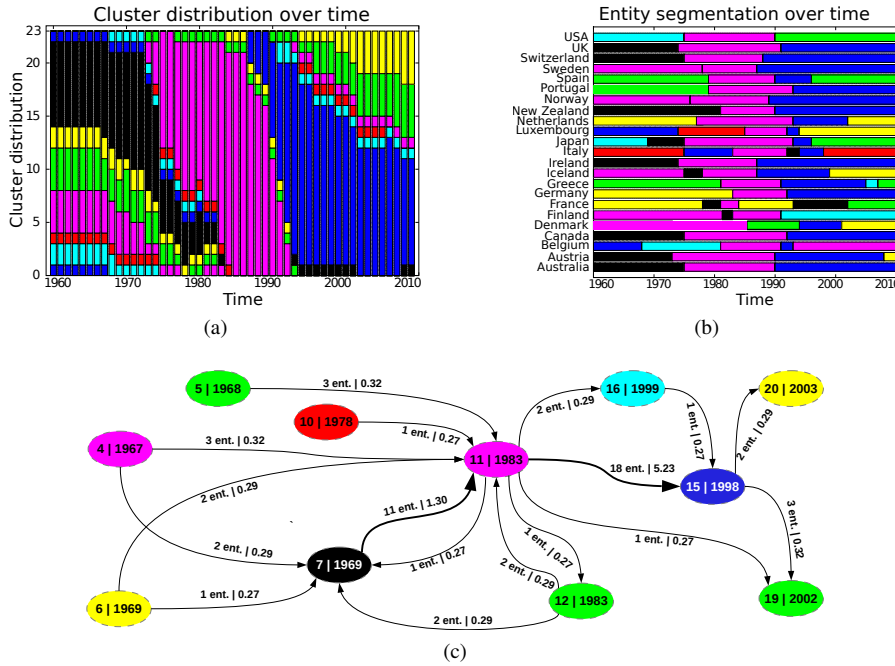 Cluster distribution over time
Cluster distribution
23
20
15
10
5
0
1960
1970
1980
1990
2000
2010
Time
(a)
Entity segmentation over time
USA
UK
Switzerland
Sweden
Spain
Portugal
Norway
New Zealand
Netherlands
Luxembourg
Japan
Italy
Ireland
Iceland
Greece
Germany
France
Finland
Denmark
Canada
Belgium
Austria
Australia
1960
1970
1980
1990
2000
2010
Time
(b)
5 | 1968
3 ent. | 0.32
16 | 1999
20 | 2003
10 | 1978
2 ent. | 0.29
1 ent. | 0.27
1 ent. | 0.27
2 ent. | 0.29
4 | 1967
3 ent. | 0.32
11 | 1983
18 ent. | 5.23
15 | 1998
2 ent. | 0.29
11 ent. | 1.30
3 ent. | 0.32
2 ent. | 0.29
7 | 1969
1 ent. | 0.27
2 ent. | 0.29
1 ent. | 0.27
1 ent. | 0.27
6 | 1969
1 ent. | 0.27
12 | 1983
19 | 2002
2 ent. | 0.29
(c)